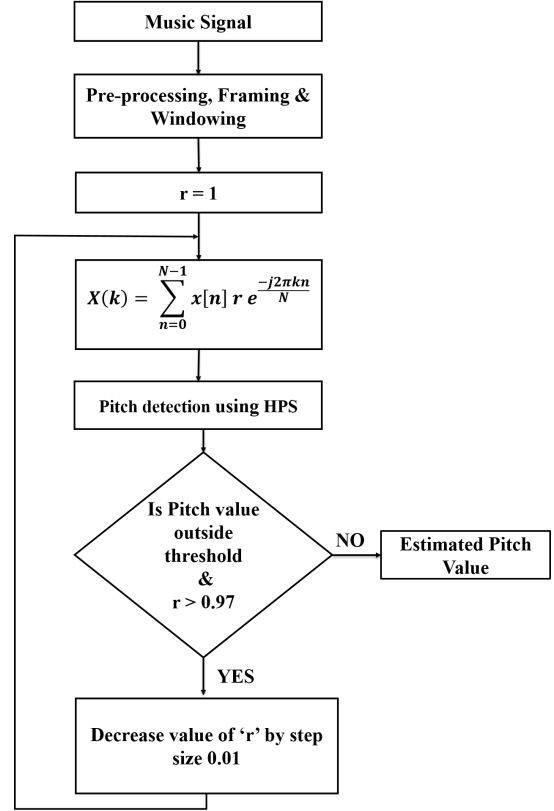 Music Signal
Pre-processing, Framing &
Windowing
r = 1
X(k) = ∑_{n=0}^{N−1} x[n] r e^{\frac{-j2πkn}{N}}
Pitch detection using HPS
Is Pitch value
outside
threshold
&
r > 0.97
NO
Estimated Pitch
Value
YES
Decrease value of ‘r’ by step
size 0.01